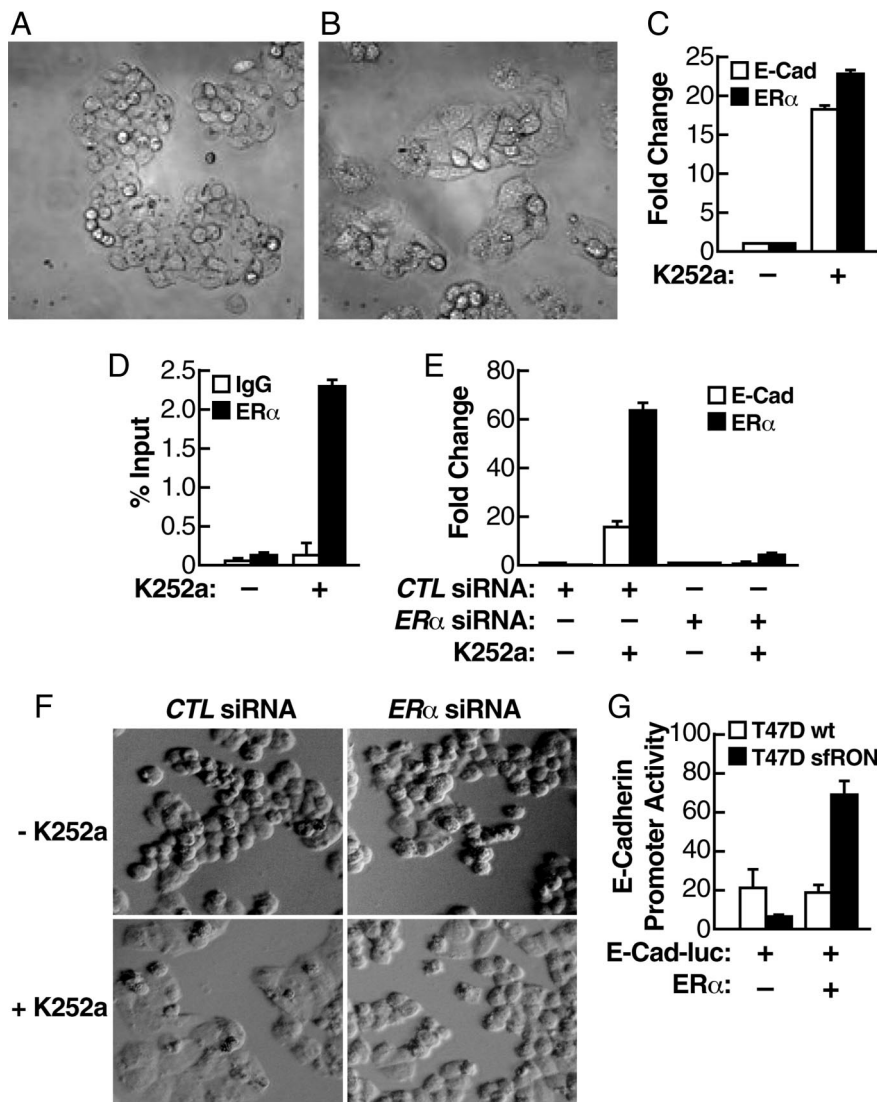 A
B
C
E-Cad
ERα
Fold Change
25
20
15
10
5
0
K252a: – +
D
IgG
ERα
% Input
2.5
2.0
1.5
1.0
0.5
0
K252a: – +
E
E-Cad
ERα
Fold Change
80
60
40
20
0
CTL siRNA: + + – –
ERα siRNA: – – + +
K252a: – + – +
F
CTL siRNA ERα siRNA
- K252a
+ K252a
G
T47D wt
T47D sfRON
E-Cadherin
Promoter Activity
100
80
60
40
20
0
E-Cad-luc: + +
ERα: – +